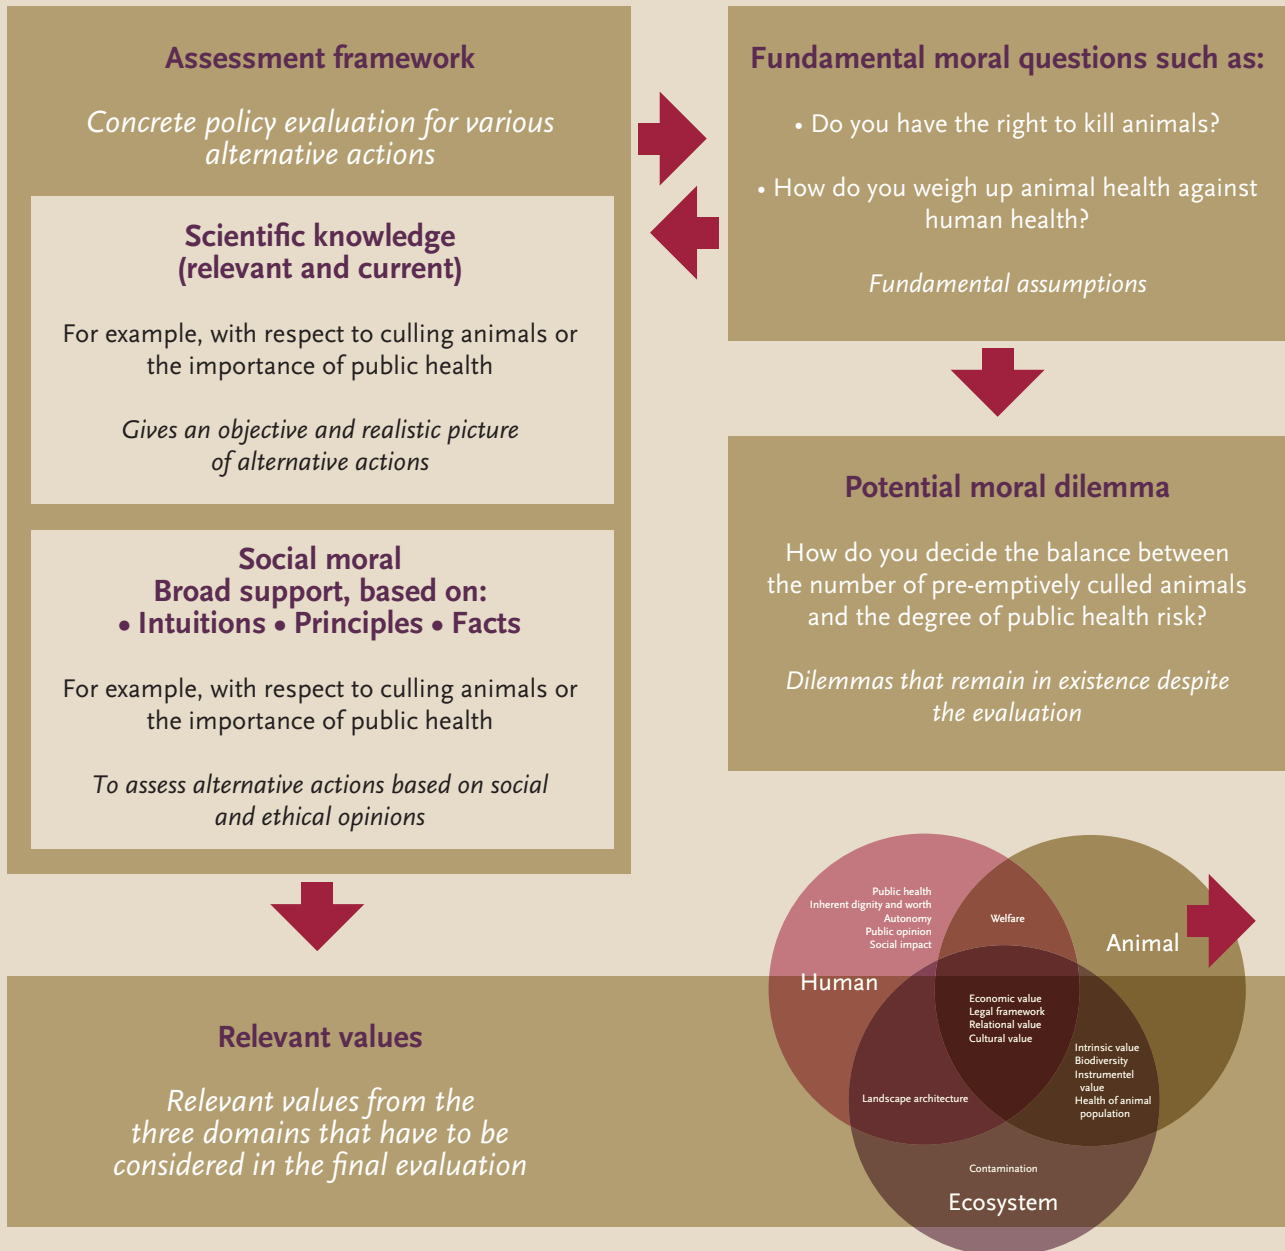 Assessment framework
Concrete policy evaluation for various
alternative actions
Scientific knowledge
(relevant and current)
For example, with respect to culling animals or
the importance of public health
Gives an objective and realistic picture
of alternative actions
Social moral
Broad support, based on:
• Intuitions • Principles • Facts
For example, with respect to culling animals or
the importance of public health
To assess alternative actions based on social
and ethical opinions
Fundamental moral questions such as:
• Do you have the right to kill animals?
• How do you weigh up animal health against
human health?
Fundamental assumptions
Potential moral dilemma
How do you decide the balance between
the number of pre-emptively culled animals
and the degree of public health risk?
Dilemmas that remain in existence despite
the evaluation
Relevant values
Relevant values from the
three domains that have to be
considered in the final evaluation
Public health
Inherent dignity and worth
Autonomy
Public opinion
Social impact
Human
Welfare
Animal
Economic value
Legal framework
Relational value
Cultural value
Intrinsic value
Biodiversity
Instrumentel
value
Health of animal
population
Landscape architecture
Contamination
Ecosystem